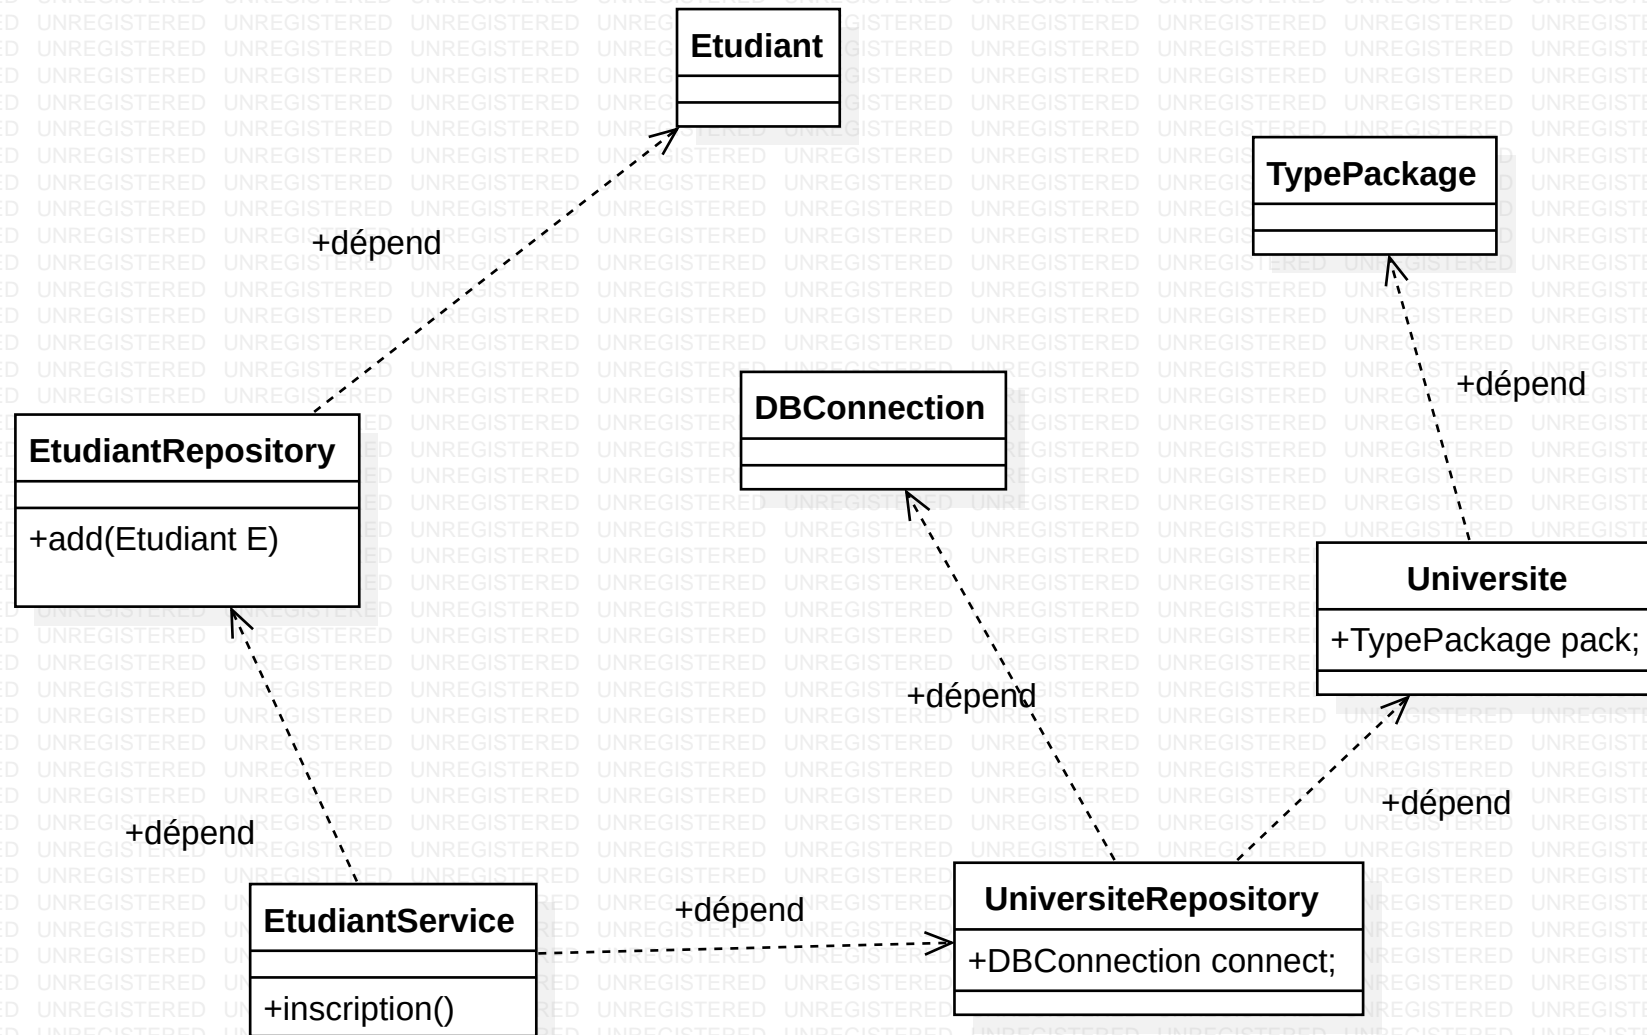 Etudiant
TypePackage
+dépend
+dépend
DBConnection
EtudiantRepository
+add(Etudiant E)
Universite
+TypePackage pack;
+dépend
+dépend
+dépend
UniversiteRepository
+DBConnection connect;
+dépend
EtudiantService
+inscription()
UNREGISTERED